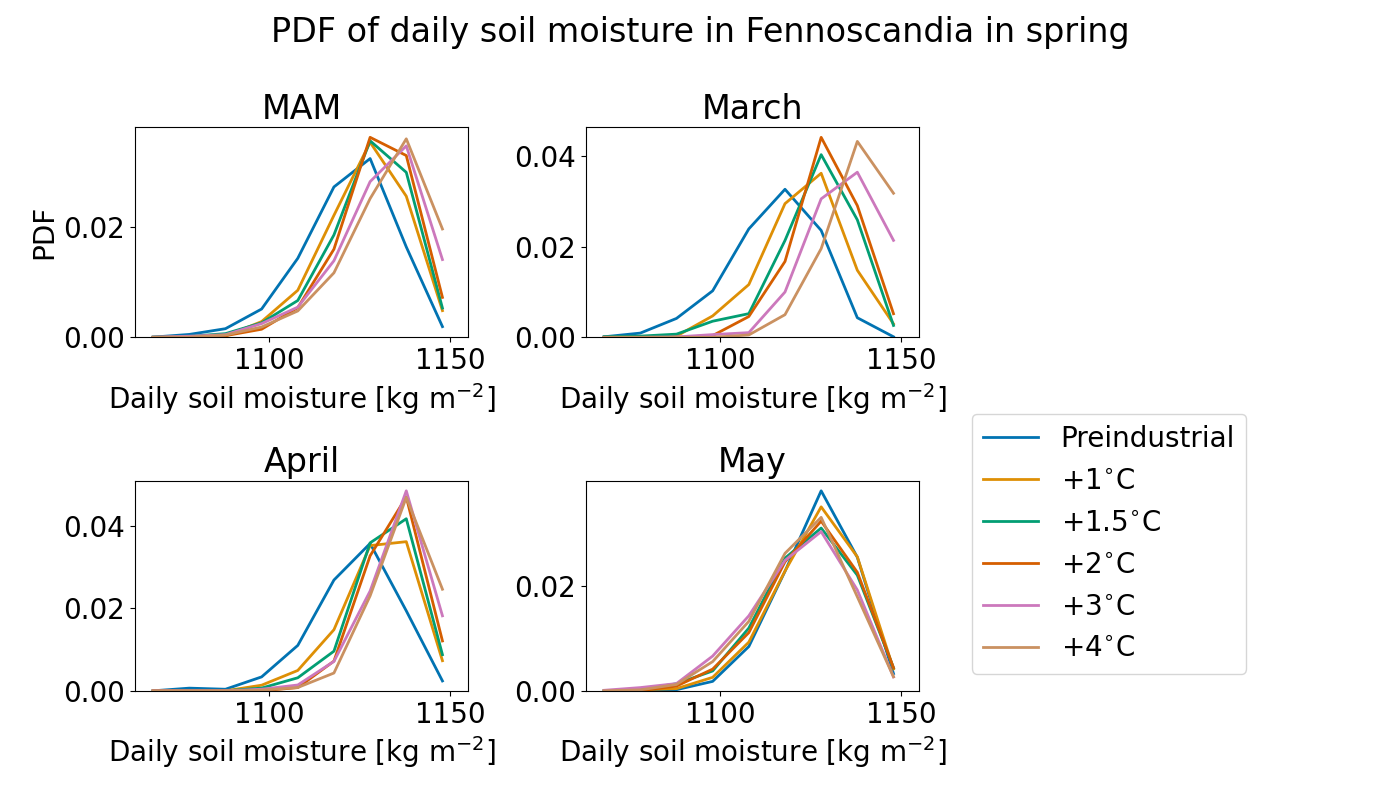 PDF of daily soil moisture in Fennoscandia in spring
MAM
PDF
0.02
0.00
1100 1150
Daily soil moisture [kg m⁻²]
March
0.04
0.02
0.00
1100 1150
Daily soil moisture [kg m⁻²]
April
0.04
0.02
0.00
1100 1150
Daily soil moisture [kg m⁻²]
May
0.02
0.00
1100 1150
Daily soil moisture [kg m⁻²]
Preindustrial
+1°C
+1.5°C
+2°C
+3°C
+4°C